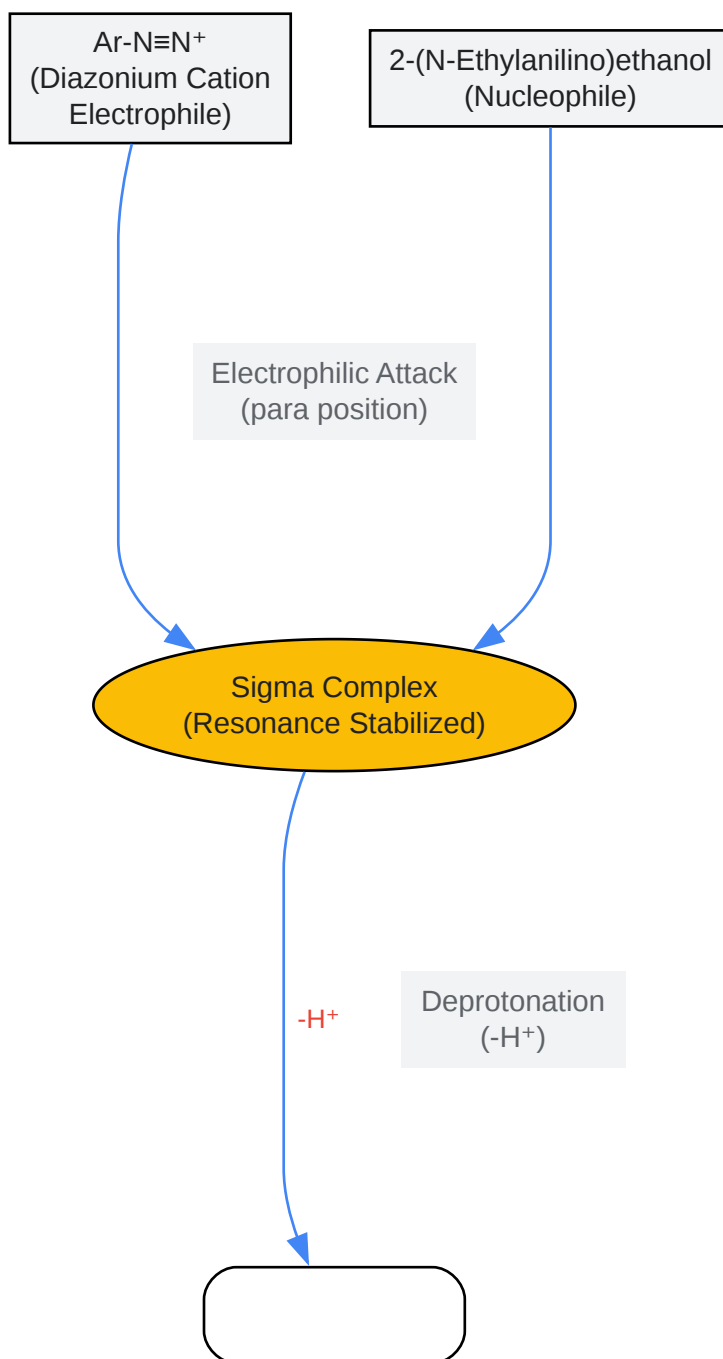 Ar-N≡N⁺
(Diazonium Cation
Electrophile)
2-(N-Ethylanilino)ethanol
(Nucleophile)
Electrophilic Attack
(para position)
Sigma Complex
(Resonance Stabilized)
-H⁺
Deprotonation
(-H⁺)